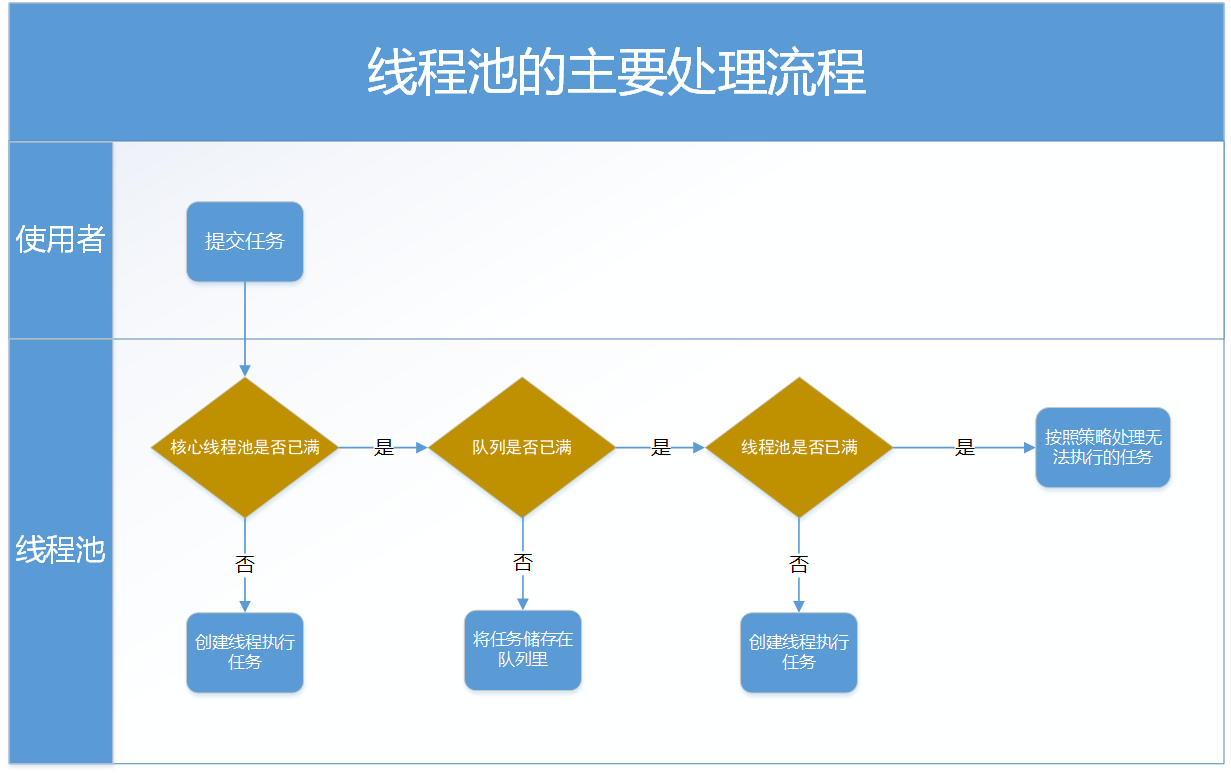 线程池的主要处理流程
使用者
提交任务
线程池
核心线程池是否已满
是
队列是否已满
是
线程池是否已满
是
按照策略处理无
法执行的任务
否
否
否
创建线程执行
任务
将任务储存在
队列里
创建线程执行
任务